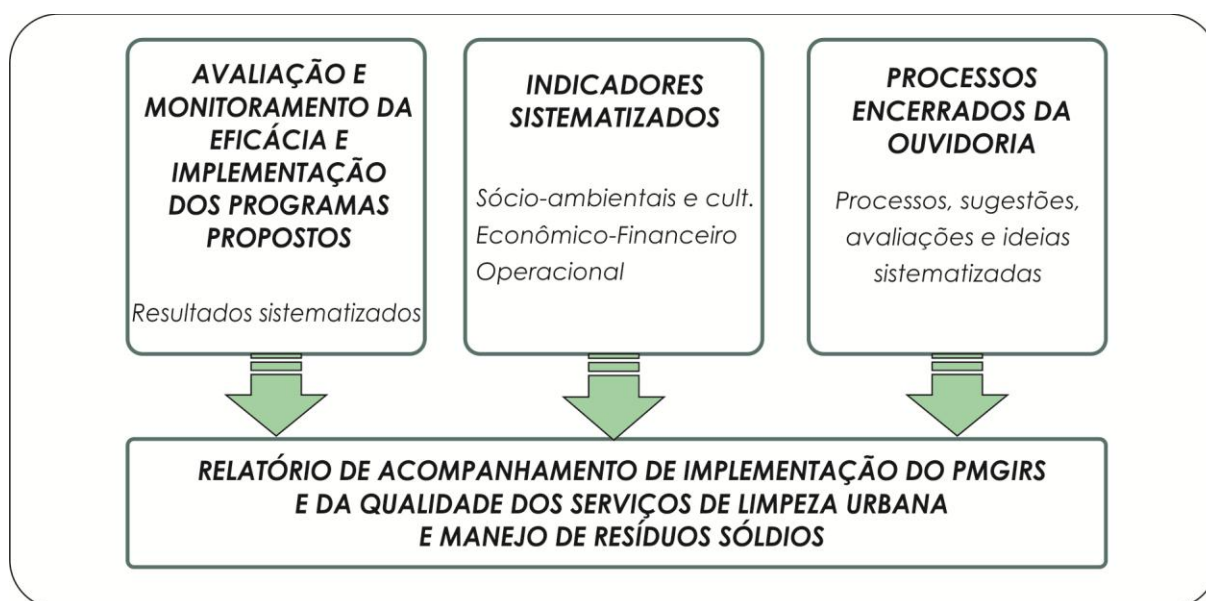 AVALIAÇÃO E
MONITORAMENTO DA
EFICÁCIA E
IMPLEMENTAÇÃO
DOS PROGRAMAS
PROPOSTOS
Resultados sistematizados
INDICADORES
SISTEMATIZADOS
Sócio-ambientais e cult.
Econômico-Financeiro
Operacional
PROCESSOS
ENCERRADOS DA
OUVIDORIA
Processos, sugestões,
avaliações e ideias
sistematizadas
RELATÓRIO DE ACOMPANHAMENTO DE IMPLEMENTAÇÃO DO PMGIRS
E DA QUALIDADE DOS SERVIÇOS DE LIMPEZA URBANA
E MANEJO DE RESÍDUOS SÓLDIOS